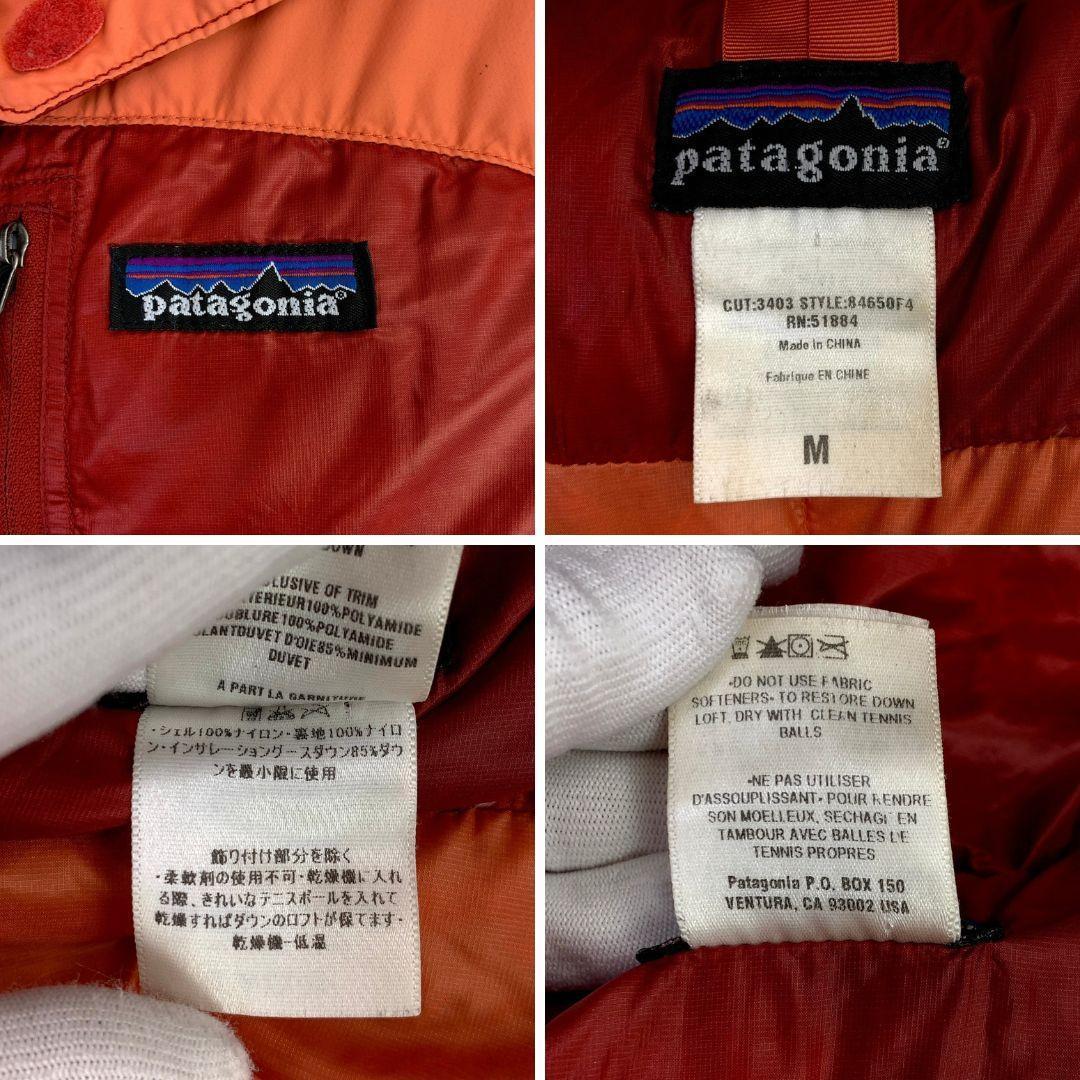 patagonia®
patagonia®
CUT:3403 STYLE:84650F4
RN:51884
Made in CHINA
Fabrique EN CHINE
M
EXCLUSIVE OF TRIM
DOUBLURE100%POLYAMIDE
DUVET D'OIE85%MINIMUM
DUVET
A PART LA GARNITURE
・シェル100%ナイロン・裏地100%ナイロ
ン・インサレーショングースダウン85%ダウ
ンを最小限に使用
飾り付け部分を除く
・柔軟剤の使用不可・乾燥機に入れ
る際、きれいなテニスボールを入れて
乾燥すればダウンのロフトが保てます・
乾燥機-低温
•DO NOT USE FABRIC
SOFTENERS• TO RESTORE DOWN
LOFT, DRY WITH CLEAN TENNIS
BALLS
•NE PAS UTILISER
D'ASSOUPLISSANT• POUR RENDRE
SON MOELLEUX, SECHAGE EN
TAMBOUR AVEC BALLES DE
TENNIS PROPRES
Patagonia P.O. BOX 150
VENTURA, CA 93002 USA